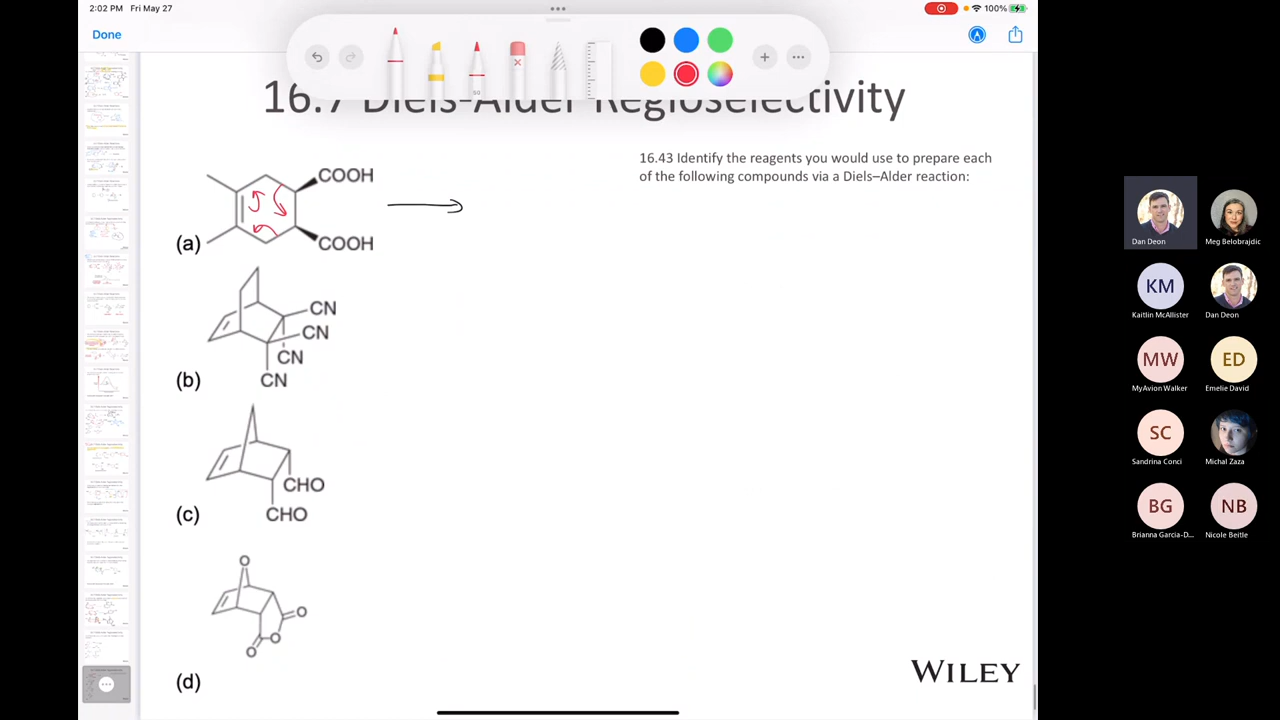 2:02 PM Fri May 27
100%
Done
50
16.7 Diels-Alder Regioselectivity
16.43 Identify the reagents you would use to prepare each
of the following compounds via a Diels–Alder reaction:
COOH
COOH
(a)
CN
CN
CN
CN
(b)
CHO
CHO
(c)
O
O
O
O
(d)
WILEY
Dan Deon
Meg Belobrajdic
KM
Kaitlin McAllister
Dan Deon
MW
MyAvion Walker
ED
Emelie David
SC
Sandrina Conci
Michal Zaza
BG
Brianna Garcia-D...
NB
Nicole Beitle